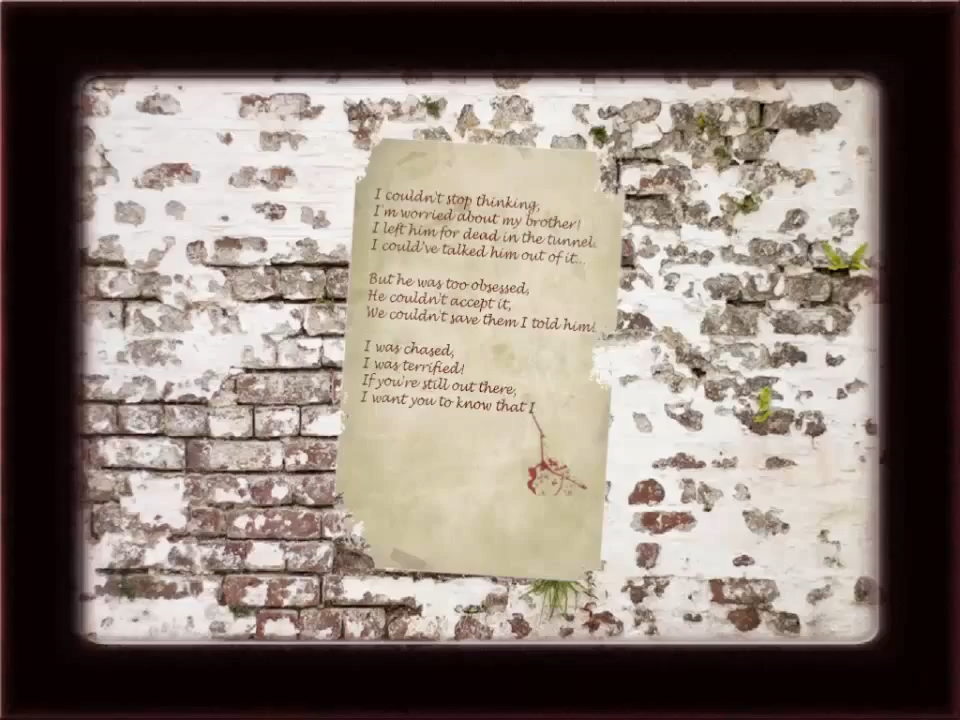 I couldn't stop thinking,
I'm worried about my brother!
I left him for dead in the tunnel.
I could've talked him out of it...
But he was too obsessed,
He couldn't accept it,
We couldn't save them I told him!
I was chased,
I was terrified!
If you're still out there,
I want you to know that I